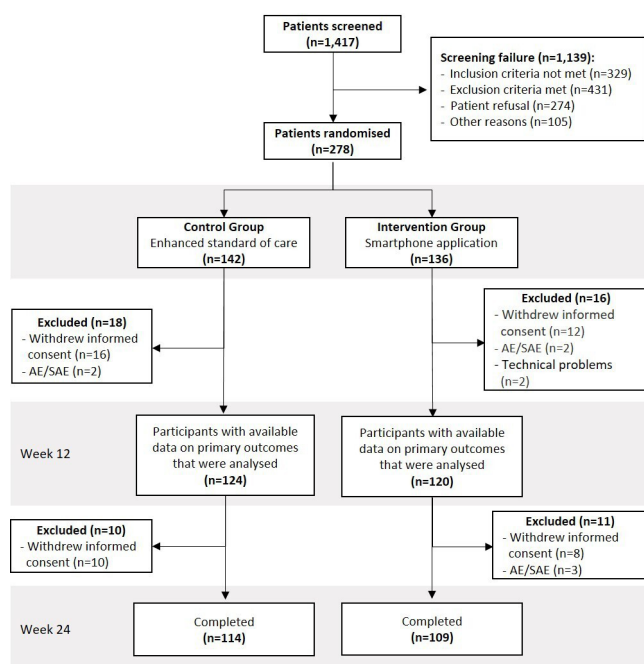 Patients screened
(n=1,417)
Screening failure (n=1,139):
- Inclusion criteria not met (n=329)
- Exclusion criteria met (n=431)
- Patient refusal (n=274)
- Other reasons (n=105)
Patients randomised
(n=278)
Control Group
Enhanced standard of care
(n=142)
Intervention Group
Smartphone application
(n=136)
Excluded (n=18)
- Withdrew informed
consent (n=16)
- AE/SAE (n=2)
Excluded (n=16)
- Withdrew informed
consent (n=12)
- AE/SAE (n=2)
- Technical problems
(n=2)
Week 12
Participants with available
data on primary outcomes
that were analysed
(n=124)
Participants with available
data on primary outcomes
that were analysed
(n=120)
Excluded (n=10)
- Withdrew informed
consent (n=10)
Excluded (n=11)
- Withdrew informed
consent (n=8)
- AE/SAE (n=3)
Week 24
Completed
(n=114)
Completed
(n=109)